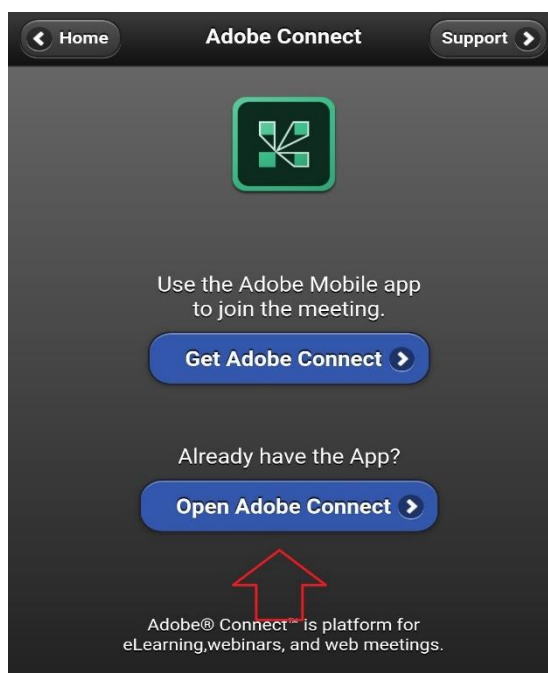 Home
Adobe Connect
Support
Use the Adobe Mobile app
to join the meeting.
Get Adobe Connect
Already have the App?
Open Adobe Connect
Adobe® Connect™ is platform for
eLearning,webinars, and web meetings.